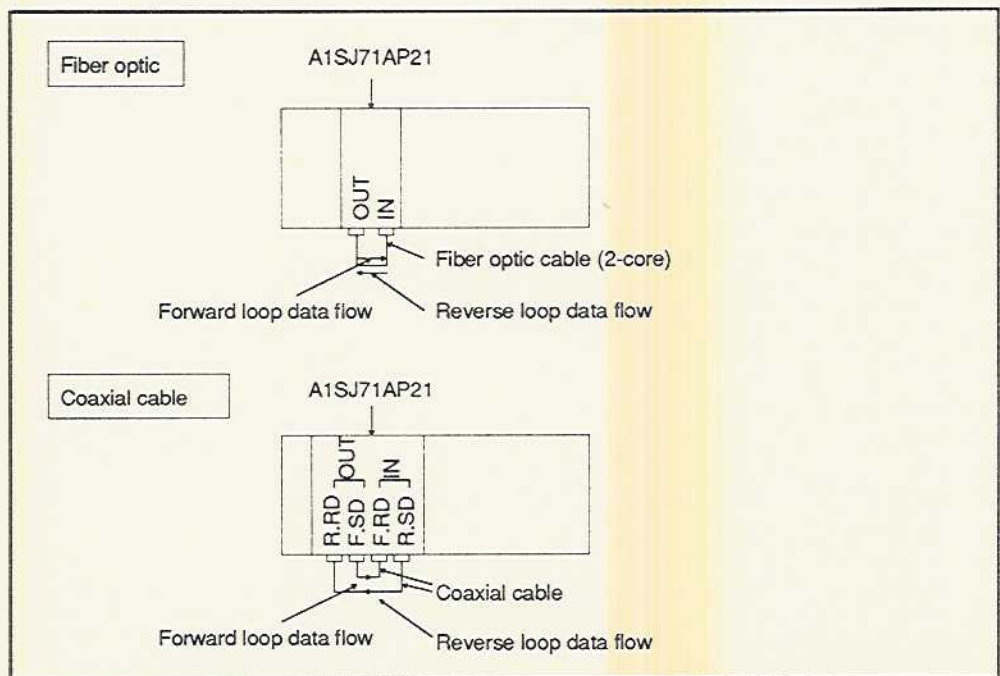 Fiber optic
A1SJ71AP21
OUT
IN
Fiber optic cable (2-core)
Forward loop data flow
Reverse loop data flow
Coaxial cable
A1SJ71AP21
OUT
IN
R.RD
F.SD
F.RD
R.SD
Coaxial cable
Forward loop data flow
Reverse loop data flow